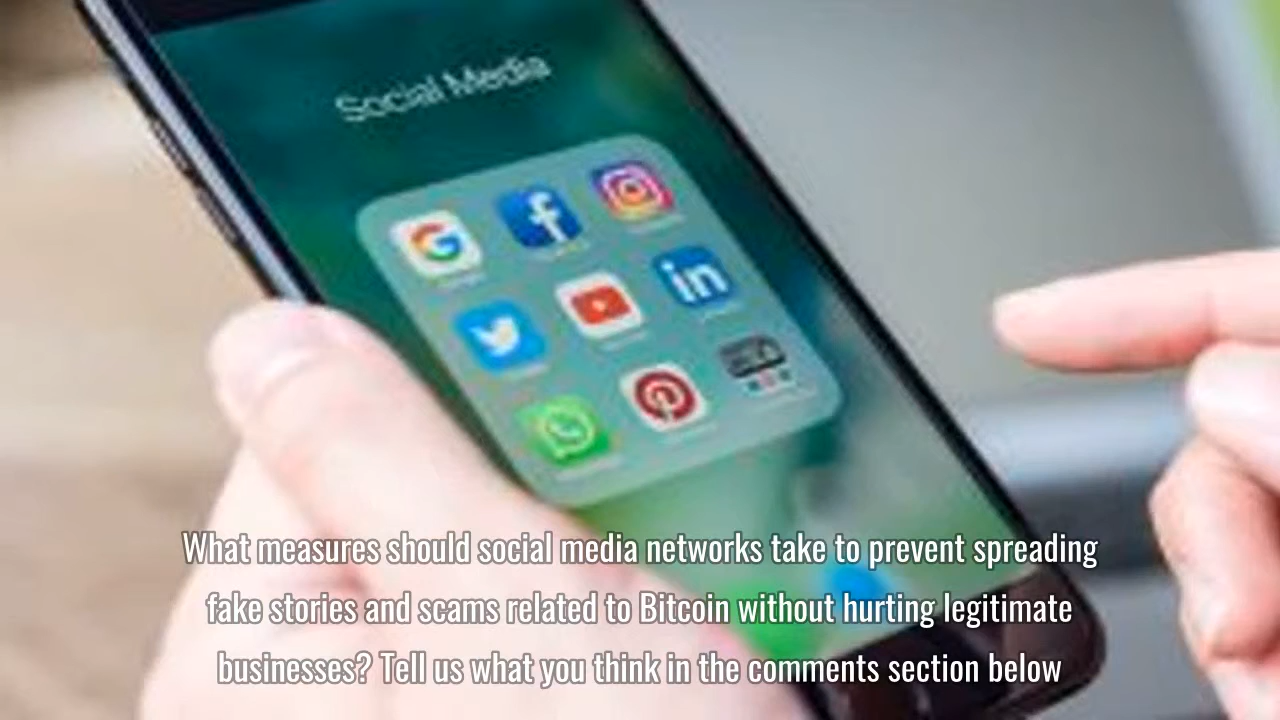 Social Media
What measures should social media networks take to prevent spreading
fake stories and scams related to Bitcoin without hurting legitimate
businesses? Tell us what you think in the comments section below